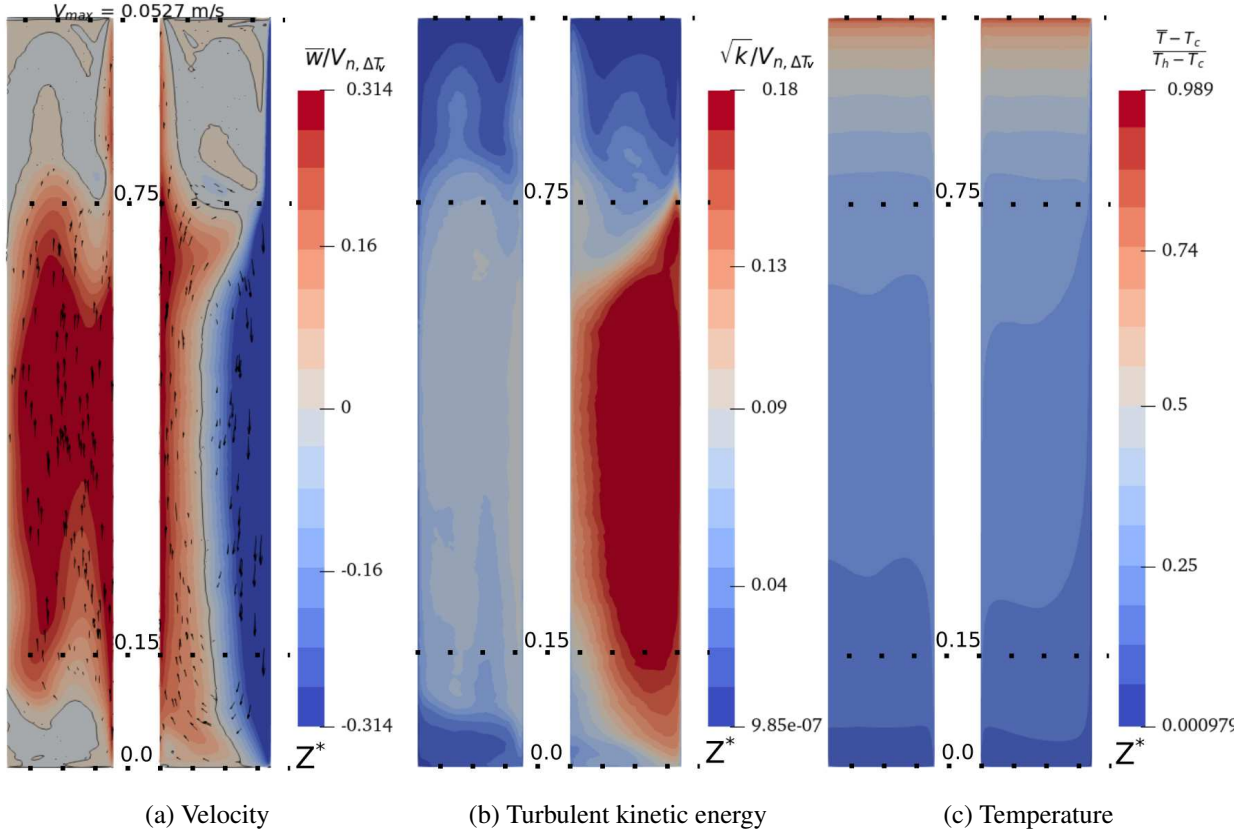 V_max = 0.0527 m/s
w̅/V_n, ΔT_v
0.314
0.16
0
-0.16
-0.314
0.75
0.15
0.0
Z*
√k/V_n, ΔT_v
0.18
0.13
0.09
0.04
9.85e-07
0.75
0.15
0.0
Z*
T̅ – T_c
T_h – T_c
0.989
0.74
0.5
0.25
0.000979
0.75
0.15
0.0
Z*
(a) Velocity
(b) Turbulent kinetic energy
(c) Temperature